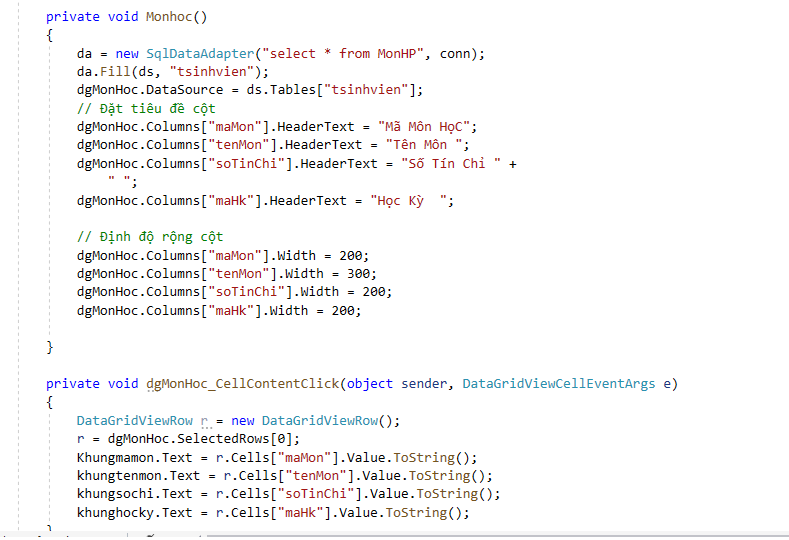 private void Monhoc()
{
da = new SqlDataAdapter("select * from MonHP", conn);
da.Fill(ds, "tsinhvien");
dgMonHoc.DataSource = ds.Tables["tsinhvien"];
// Đặt tiêu đề cột
dgMonHoc.Columns["maMon"].HeaderText = "Mã Môn HọC";
dgMonHoc.Columns["tenMon"].HeaderText = "Tên Môn ";
dgMonHoc.Columns["soTinChi"].HeaderText = "Số Tín Chỉ " +
" ";
dgMonHoc.Columns["maHk"].HeaderText = "Học Kỳ  ";
// Định độ rộng cột
dgMonHoc.Columns["maMon"].Width = 200;
dgMonHoc.Columns["tenMon"].Width = 300;
dgMonHoc.Columns["soTinChi"].Width = 200;
dgMonHoc.Columns["maHk"].Width = 200;
}
private void dgMonHoc_CellContentClick(object sender, DataGridViewCellEventArgs e)
{
DataGridViewRow r = new DataGridViewRow();
r = dgMonHoc.SelectedRows[0];
Khungmamon.Text = r.Cells["maMon"].Value.ToString();
khungtenmon.Text = r.Cells["tenMon"].Value.ToString();
khungsochi.Text = r.Cells["soTinChi"].Value.ToString();
khunghocky.Text = r.Cells["maHk"].Value.ToString();
}